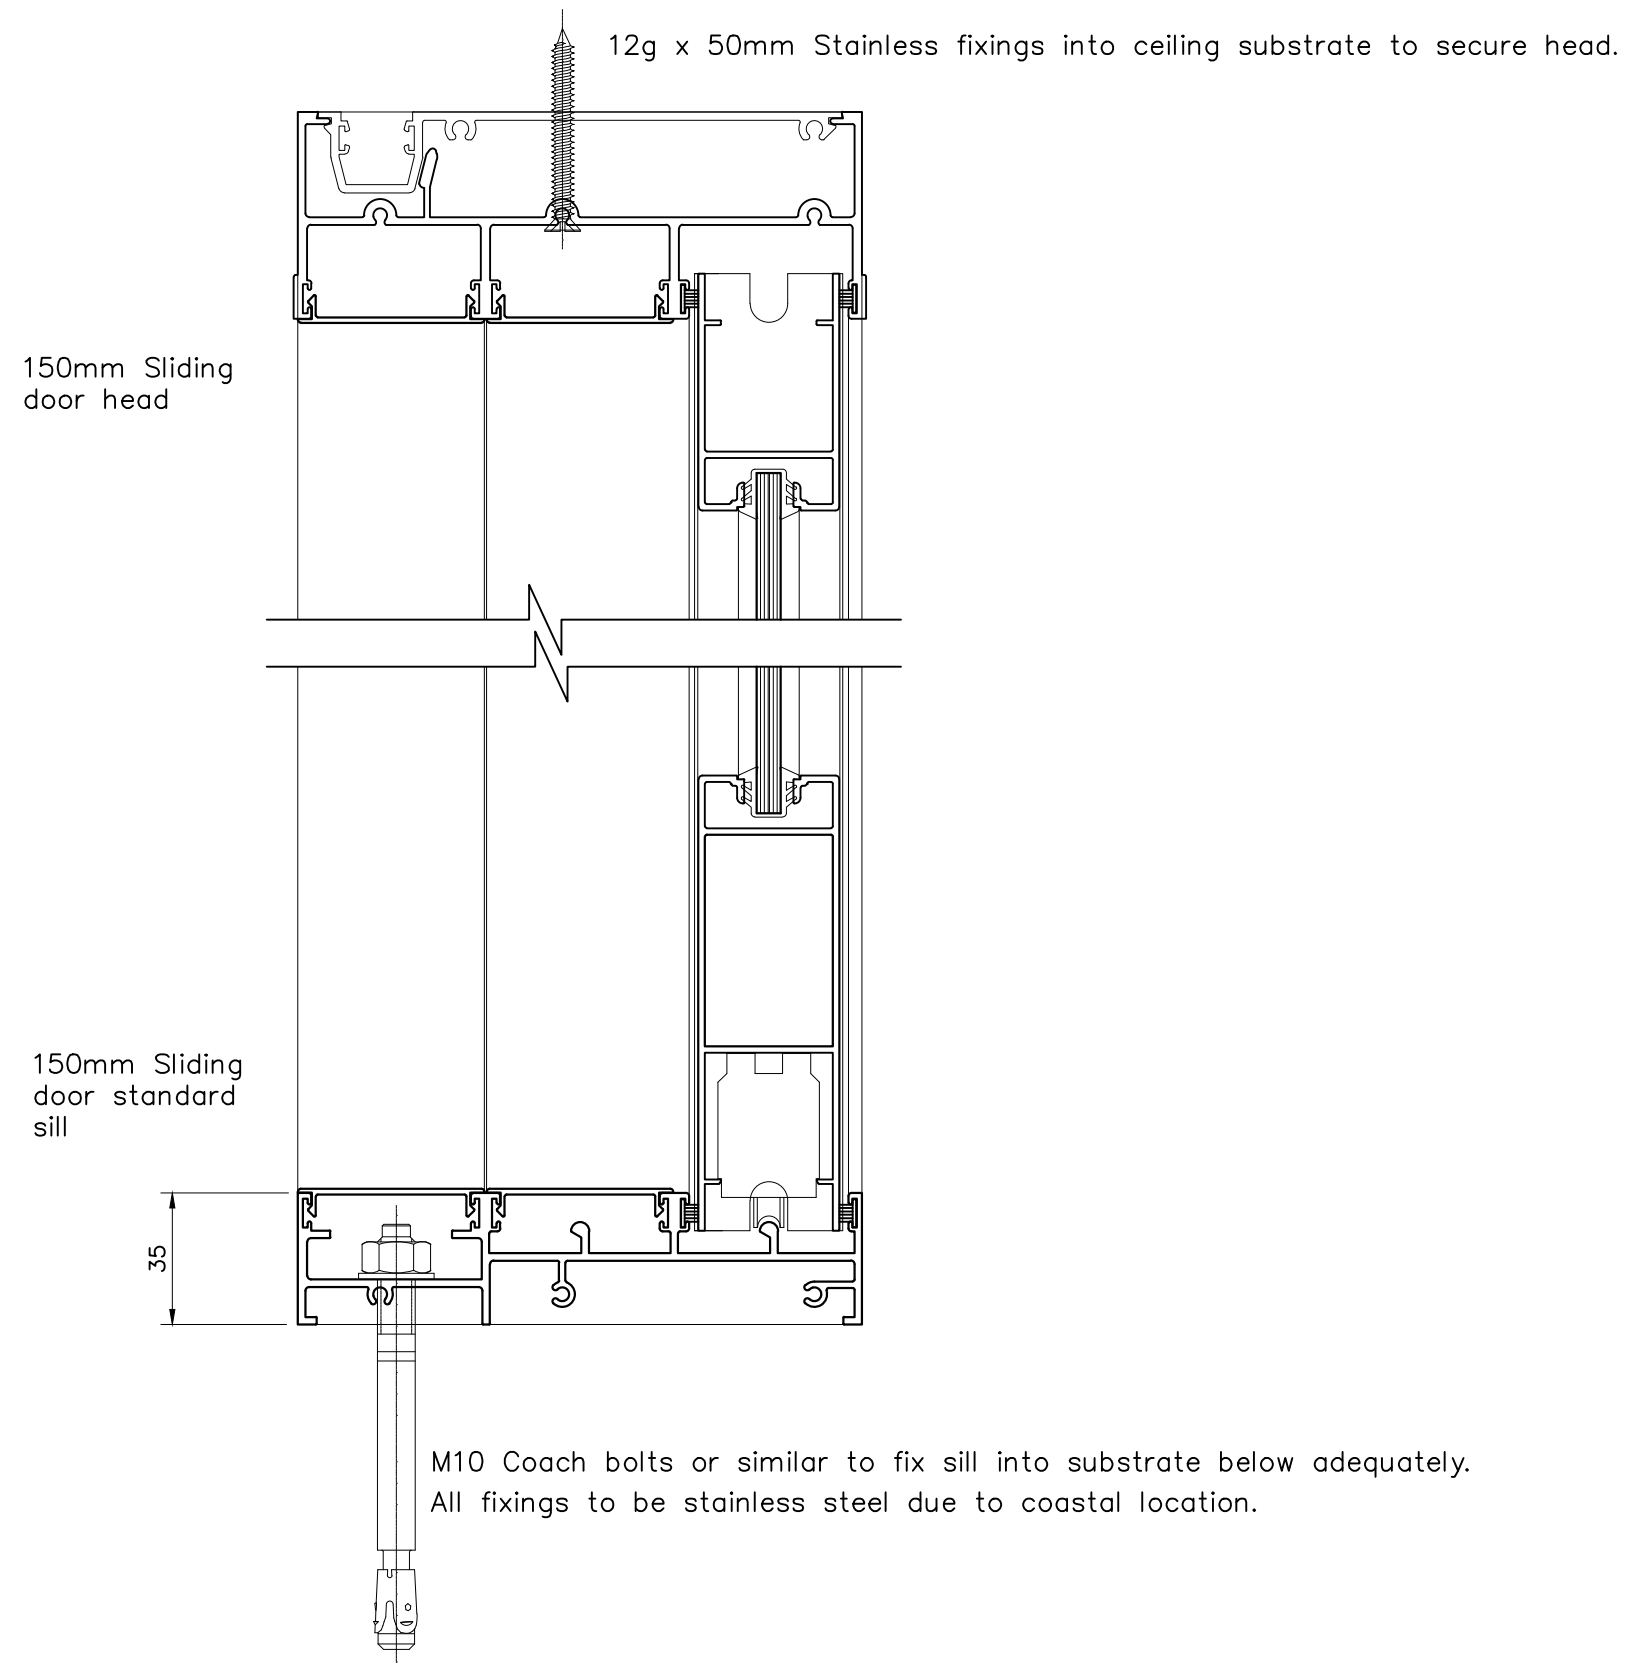 12g x 50mm Stainless fixings into ceiling substrate to secure head.
150mm Sliding
door head
150mm Sliding
door standard
sill
35
M10 Coach bolts or similar to fix sill into substrate below adequately.
All fixings to be stainless steel due to coastal location.